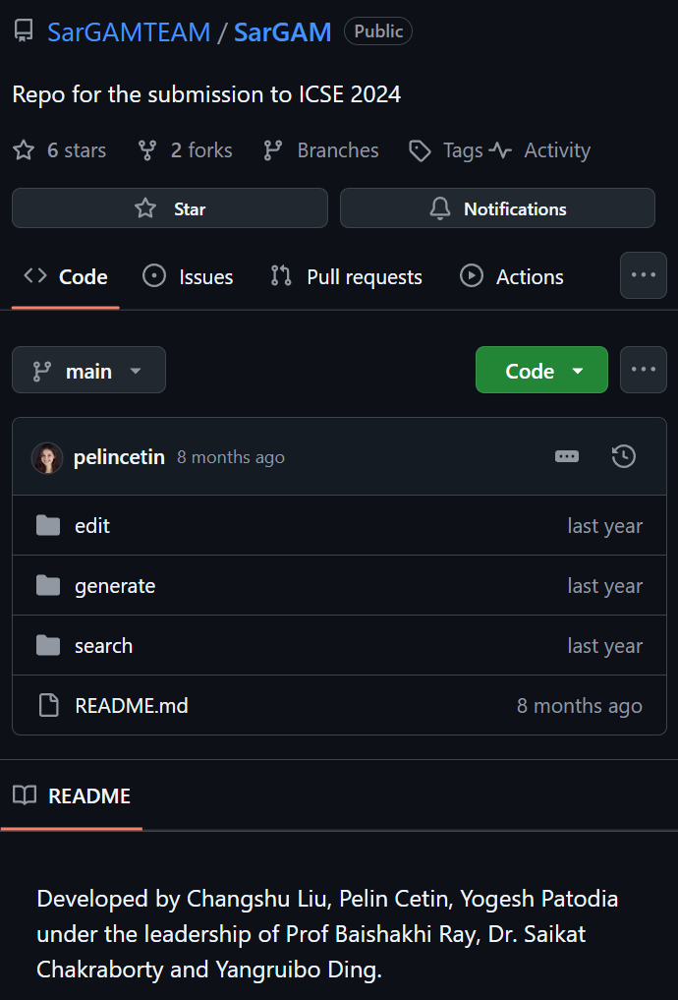 SarGAMTEAM / SarGAM Public
Repo for the submission to ICSE 2024
6 stars 2 forks Branches Tags Activity
Star Notifications
Code Issues Pull requests Actions
main Code
pelincetin 8 months ago
edit last year
generate last year
search last year
README.md 8 months ago
README
Developed by Changshu Liu, Pelin Cetin, Yogesh Patodia
under the leadership of Prof Baishakhi Ray, Dr. Saikat
Chakraborty and Yangruibo Ding.